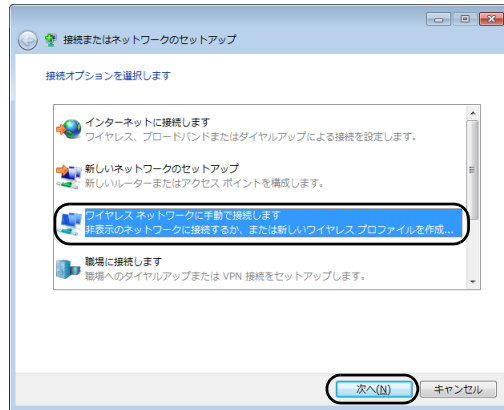 接続またはネットワークのセットアップ
接続オプションを選択します
インターネットに接続します
ワイヤレス、ブロードバンドまたはダイヤルアップによる接続を設定します。
新しいネットワークのセットアップ
新しいルーターまたはアクセス ポイントを構成します。
ワイヤレス ネットワークに手動で接続します
非表示のネットワークに接続するか、または新しいワイヤレス プロファイルを作成...
職場に接続します
職場へのダイヤルアップまたは VPN 接続をセットアップします。
次へ(N)
キャンセル